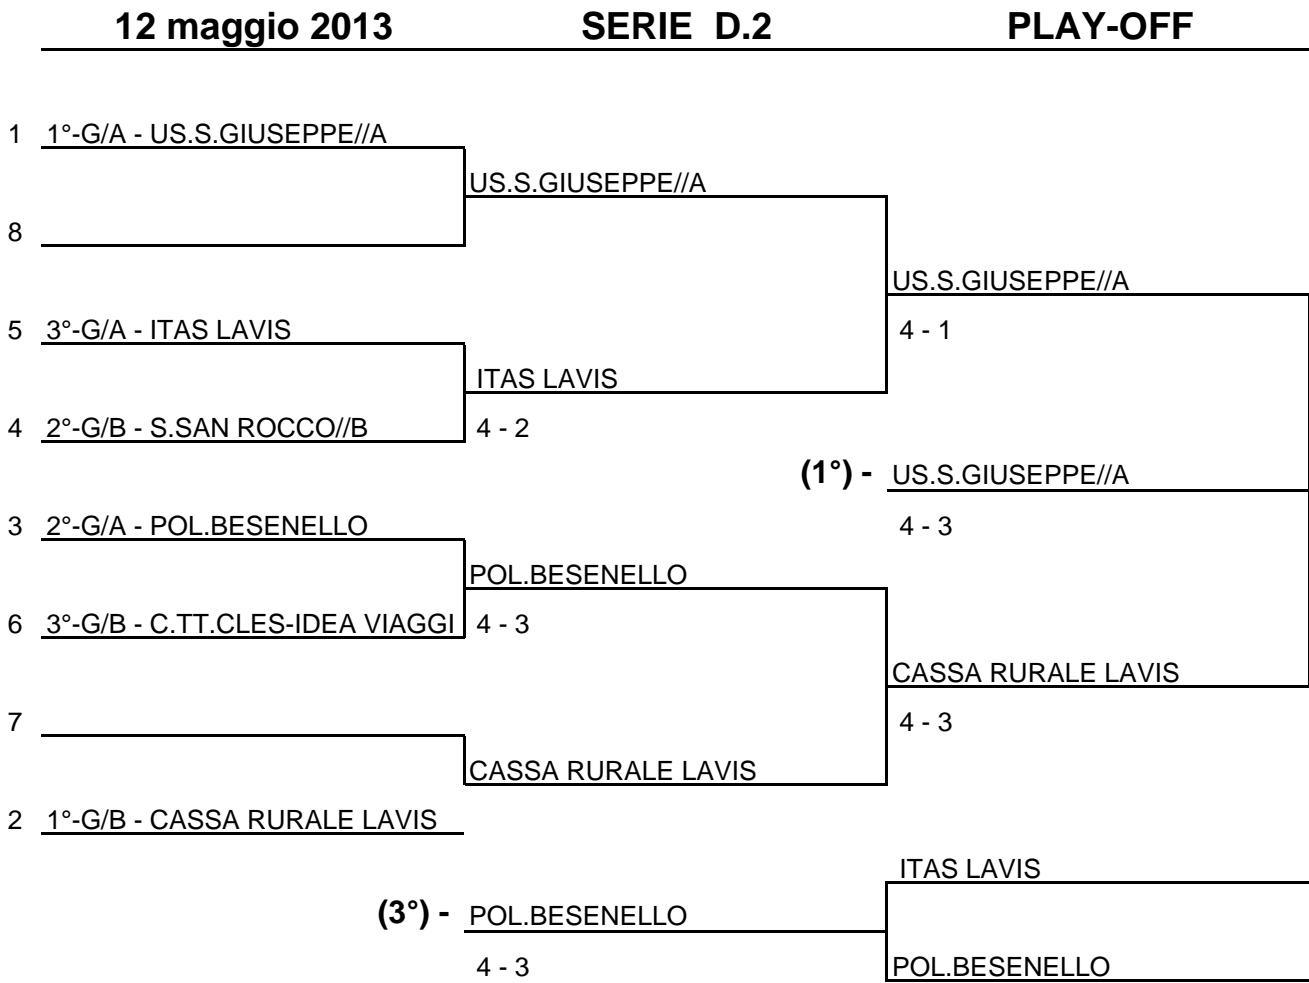 12 maggio 2013 SERIE D.2 PLAY-OFF
1 1°-G/A - US.S.GIUSEPPE//A
US.S.GIUSEPPE//A
8
US.S.GIUSEPPE//A
5 3°-G/A - ITAS LAVIS 4 - 1
ITAS LAVIS
4 2°-G/B - S.SAN ROCCO//B 4 - 2
(1°) - US.S.GIUSEPPE//A
3 2°-G/A - POL.BESENELLO 4 - 3
POL.BESENELLO
6 3°-G/B - C.TT.CLES-IDEA VIAGGI 4 - 3
CASSA RURALE LAVIS
7 4 - 3
CASSA RURALE LAVIS
2 1°-G/B - CASSA RURALE LAVIS
ITAS LAVIS
(3°) - POL.BESENELLO
4 - 3 POL.BESENELLO